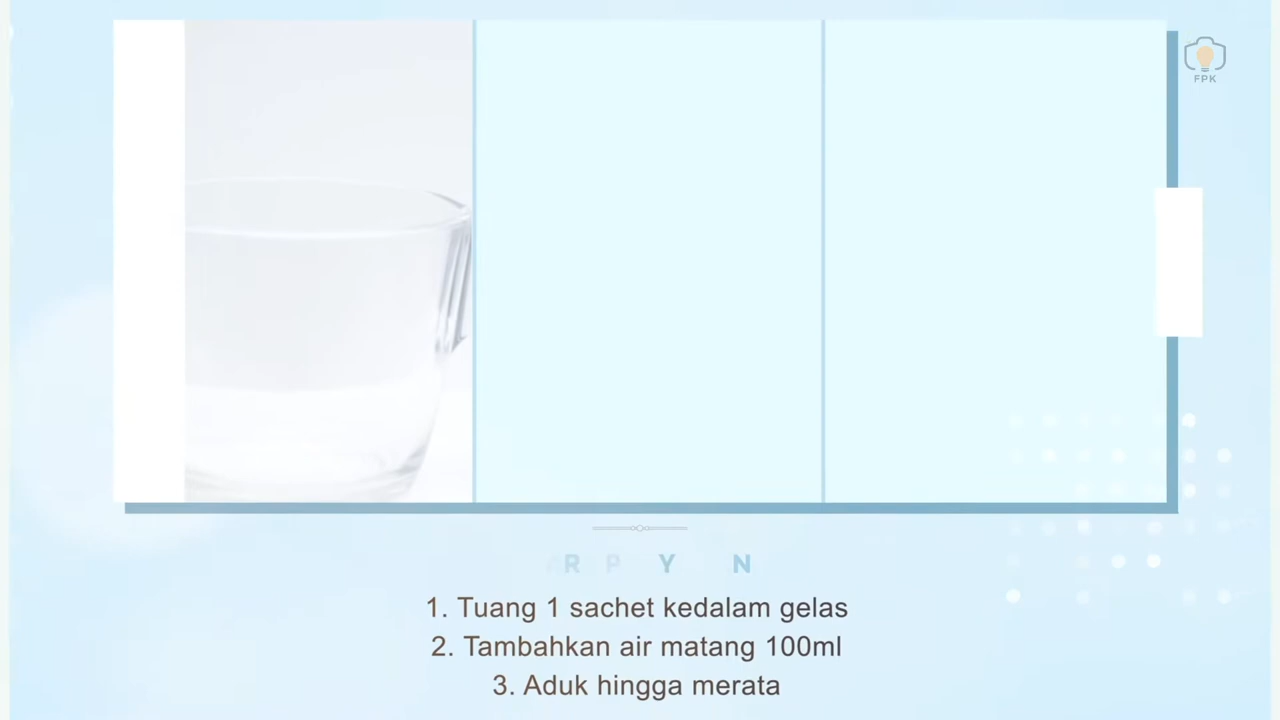 FPK
1. Tuang 1 sachet kedalam gelas
2. Tambahkan air matang 100ml
3. Aduk hingga merata